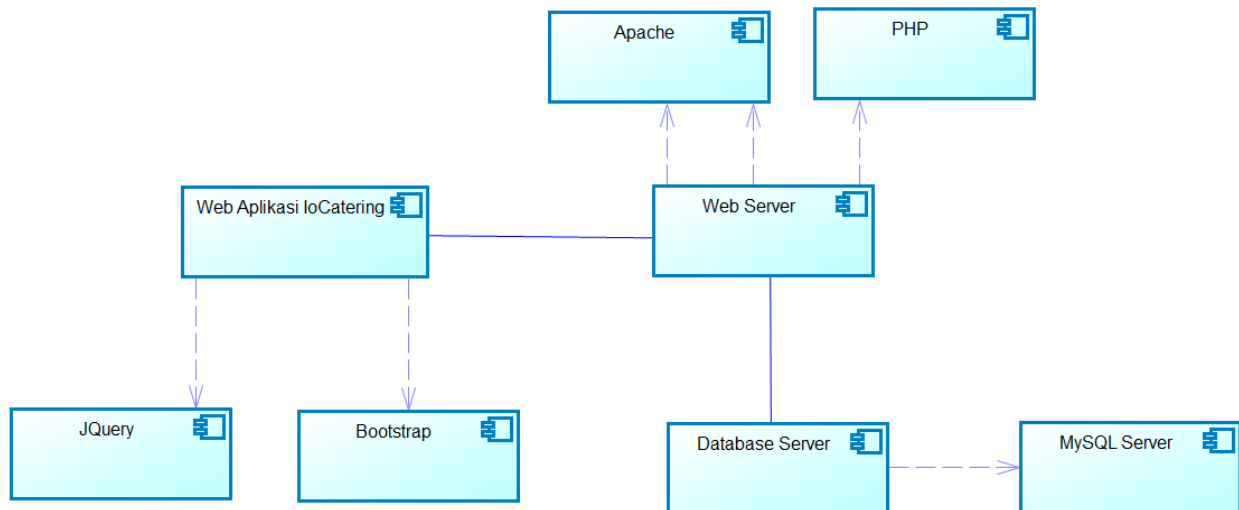 Apache
PHP
Web Aplikasi IoCatering
Web Server
JQuery
Bootstrap
Database Server
MySQL Server